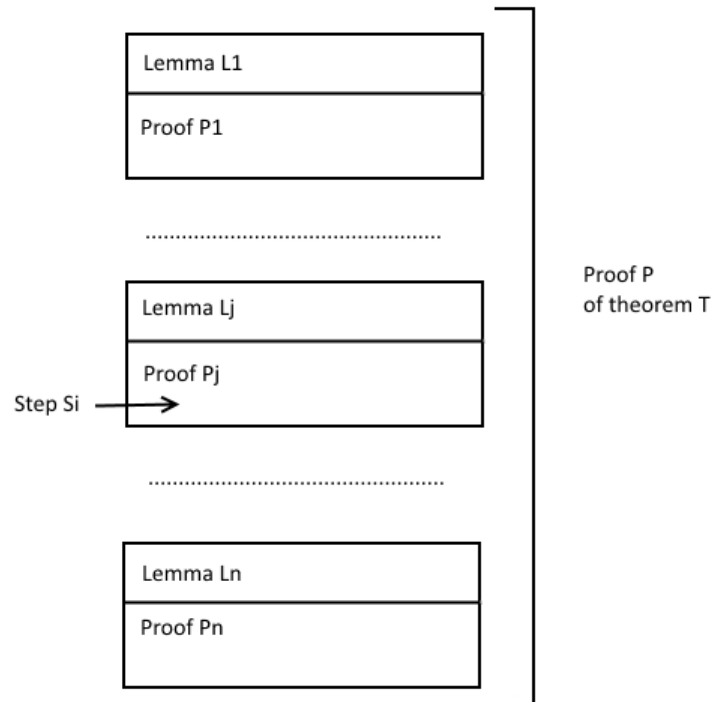 Lemma L1
Proof P1
Lemma Lj
Proof Pj
Step Si
Lemma Ln
Proof Pn
Proof P
of theorem T